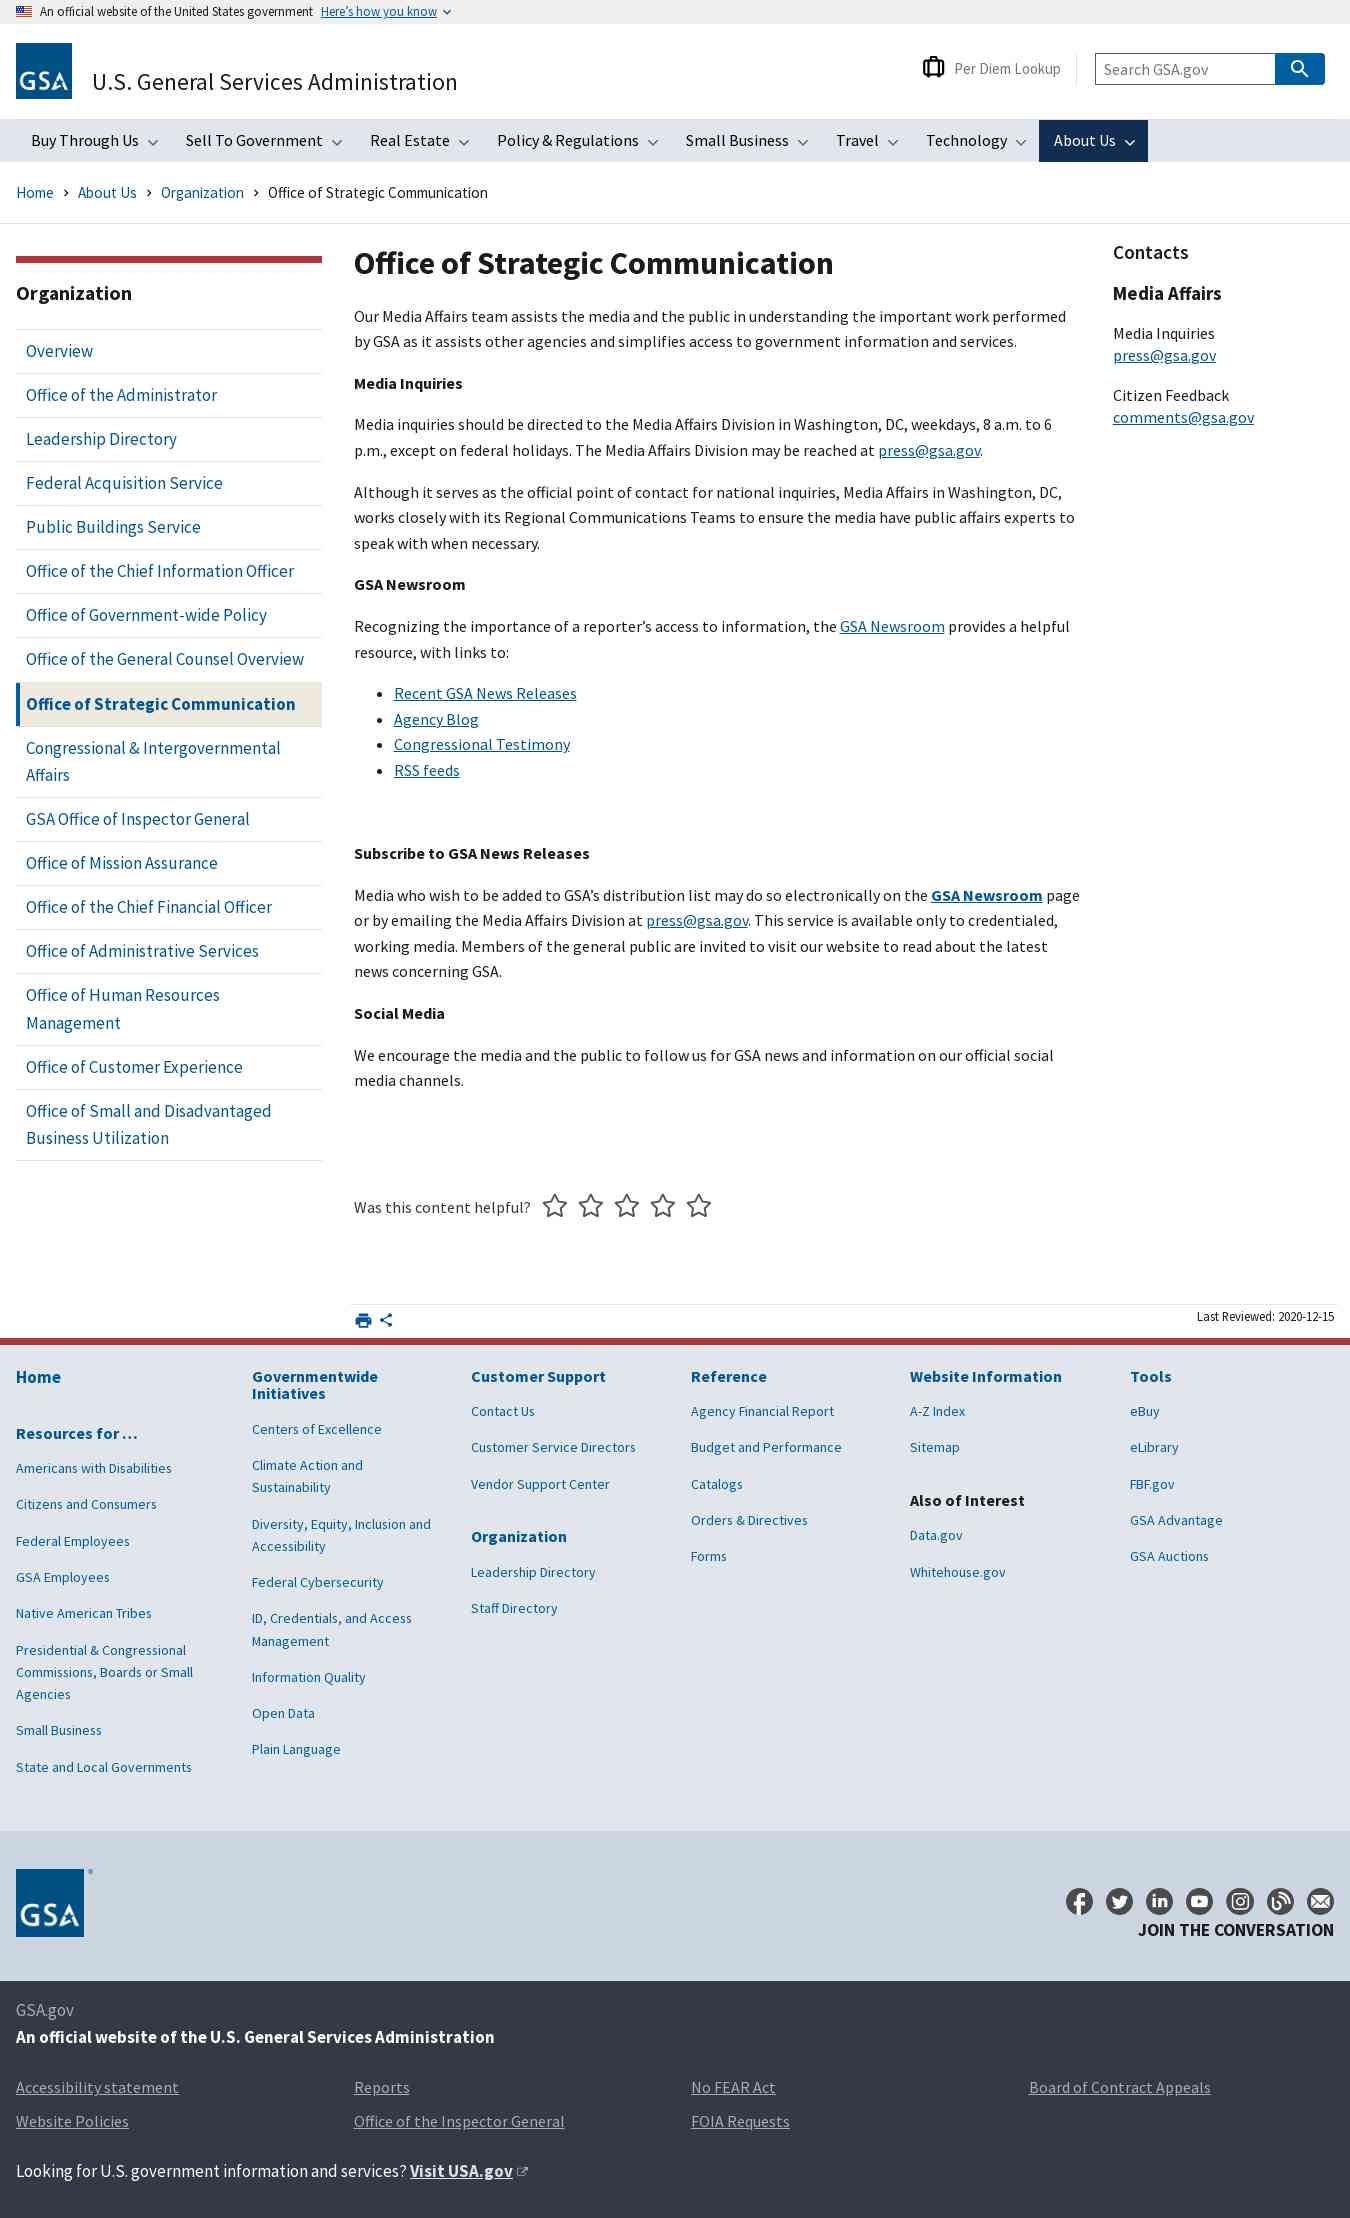 An official website of the United States government Here’s how you know
GSA
U.S. General Services Administration
Per Diem Lookup
Search GSA.gov
Buy Through Us Sell To Government Real Estate Policy & Regulations Small Business Travel Technology About Us
Home About Us Organization Office of Strategic Communication
Organization
Overview
Office of the Administrator
Leadership Directory
Federal Acquisition Service
Public Buildings Service
Office of the Chief Information Officer
Office of Government-wide Policy
Office of the General Counsel Overview
Office of Strategic Communication
Congressional & Intergovernmental
Affairs
GSA Office of Inspector General
Office of Mission Assurance
Office of the Chief Financial Officer
Office of Administrative Services
Office of Human Resources
Management
Office of Customer Experience
Office of Small and Disadvantaged
Business Utilization
Office of Strategic Communication
Our Media Affairs team assists the media and the public in understanding the important work performed
by GSA as it assists other agencies and simplifies access to government information and services.
Media Inquiries
Media inquiries should be directed to the Media Affairs Division in Washington, DC, weekdays, 8 a.m. to 6
p.m., except on federal holidays. The Media Affairs Division may be reached at press@gsa.gov.
Although it serves as the official point of contact for national inquiries, Media Affairs in Washington, DC,
works closely with its Regional Communications Teams to ensure the media have public affairs experts to
speak with when necessary.
GSA Newsroom
Recognizing the importance of a reporter’s access to information, the GSA Newsroom provides a helpful
resource, with links to:
Recent GSA News Releases
Agency Blog
Congressional Testimony
RSS feeds
Subscribe to GSA News Releases
Media who wish to be added to GSA’s distribution list may do so electronically on the GSA Newsroom page
or by emailing the Media Affairs Division at press@gsa.gov. This service is available only to credentialed,
working media. Members of the general public are invited to visit our website to read about the latest
news concerning GSA.
Social Media
We encourage the media and the public to follow us for GSA news and information on our official social
media channels.
Was this content helpful?
Contacts
Media Affairs
Media Inquiries
press@gsa.gov
Citizen Feedback
comments@gsa.gov
Last Reviewed: 2020-12-15
Home
Resources for …
Americans with Disabilities
Citizens and Consumers
Federal Employees
GSA Employees
Native American Tribes
Presidential & Congressional
Commissions, Boards or Small
Agencies
Small Business
State and Local Governments
Governmentwide
Initiatives
Centers of Excellence
Climate Action and
Sustainability
Diversity, Equity, Inclusion and
Accessibility
Federal Cybersecurity
ID, Credentials, and Access
Management
Information Quality
Open Data
Plain Language
Customer Support
Contact Us
Customer Service Directors
Vendor Support Center
Organization
Leadership Directory
Staff Directory
Reference
Agency Financial Report
Budget and Performance
Catalogs
Orders & Directives
Forms
Website Information
A-Z Index
Sitemap
Also of Interest
Data.gov
Whitehouse.gov
Tools
eBuy
eLibrary
FBF.gov
GSA Advantage
GSA Auctions
GSA
JOIN THE CONVERSATION
GSA.gov
An official website of the U.S. General Services Administration
Accessibility statement Reports No FEAR Act Board of Contract Appeals
Website Policies Office of the Inspector General FOIA Requests
Looking for U.S. government information and services? Visit USA.gov